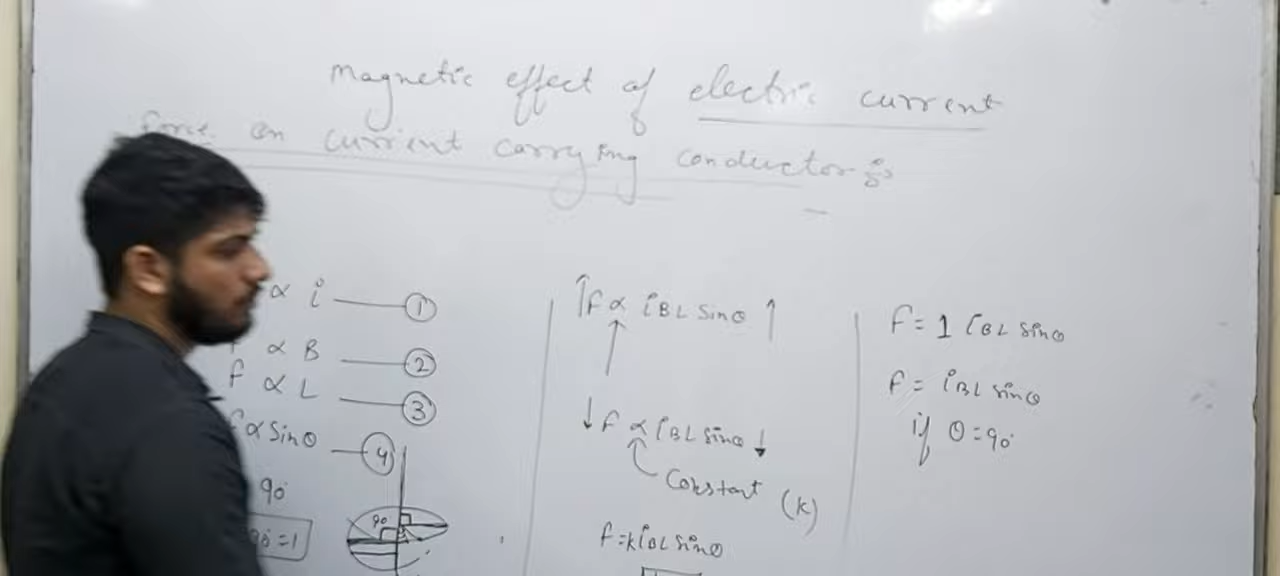 magnetic effect of electric current
force on current carrying conductor:
∝ i ——— ①
∝ B ——— ②
f ∝ L ——— ③
f ∝ sinθ —— ④
90°
90° = 1
90
↑f ∝ iBL sinθ ↑
↓f ∝ iBL sinθ ↓
Constant (K)
f = kiBL sinθ
f = 1 iBL sinθ
f = iBL sinθ
if θ = 90°